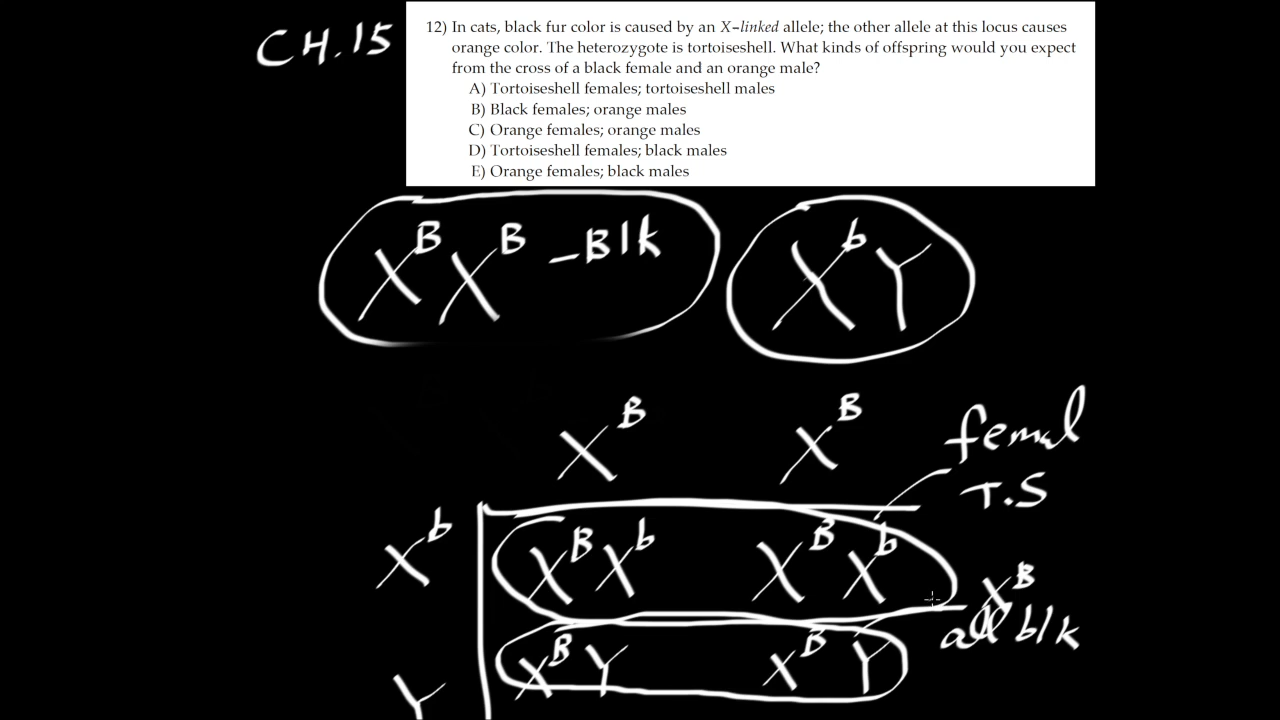 CH.15
12) In cats, black fur color is caused by an X-linked allele; the other allele at this locus causes
orange color. The heterozygote is tortoiseshell. What kinds of offspring would you expect
from the cross of a black female and an orange male?
A) Tortoiseshell females; tortoiseshell males
B) Black females; orange males
C) Orange females; orange males
D) Tortoiseshell females; black males
E) Orange females; black males
X^B X^B - Blk X^b Y
X^B X^B
femal
T.S
X^b X^B X^b X^B X^b
X^B
all blk
Y X^B Y X^B Y